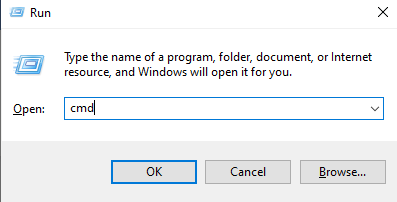 Run
Type the name of a program, folder, document, or Internet
resource, and Windows will open it for you.
Open: cmd
OK Cancel Browse...